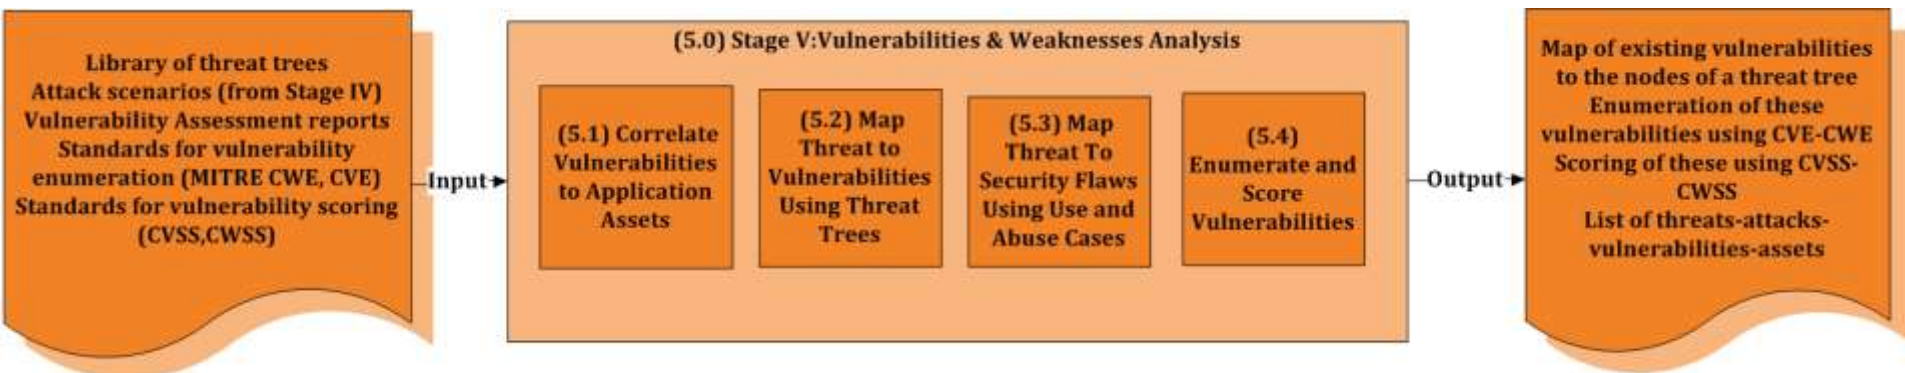 Library of threat trees
Attack scenarios (from Stage IV)
Vulnerability Assessment reports
Standards for vulnerability
enumeration (MITRE CWE, CVE)
Standards for vulnerability scoring
(CVSS,CWSS)
Input
(5.0) Stage V:Vulnerabilities & Weaknesses Analysis
(5.1) Correlate
Vulnerabilities
to Application
Assets
(5.2) Map
Threat to
Vulnerabilities
Using Threat
Trees
(5.3) Map
Threat To
Security Flaws
Using Use and
Abuse Cases
(5.4)
Enumerate and
Score
Vulnerabilities
Output
Map of existing vulnerabilities
to the nodes of a threat tree
Enumeration of these
vulnerabilities using CVE-CWE
Scoring of these using CVSS-
CWSS
List of threats-attacks-
vulnerabilities-assets